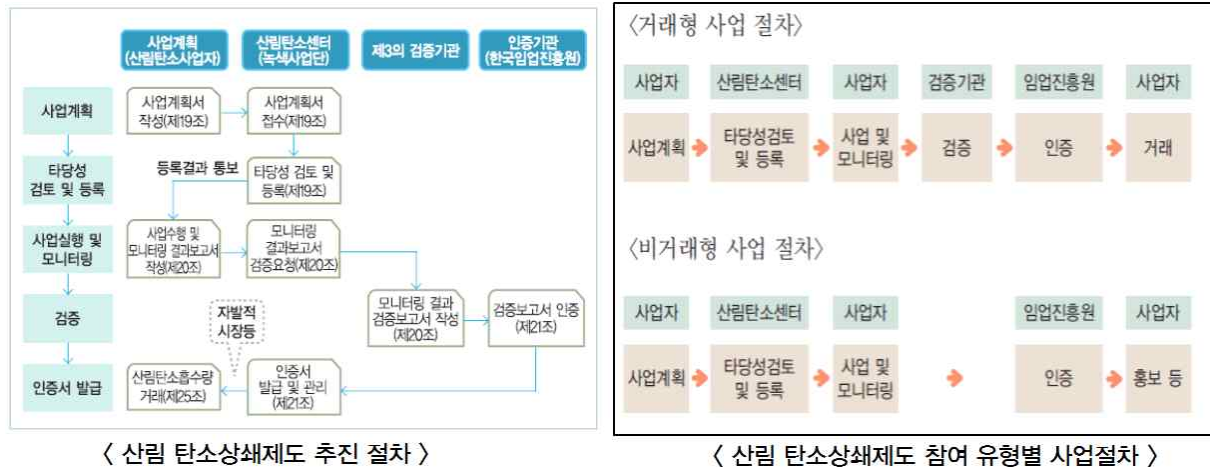 사업계획
(산림탄소사업자)
산림탄소센터
(녹색사업단)
제3의 검증기관
인증기관
(한국임업진흥원)
사업계획
사업계획서
작성(제19조)
사업계획서
접수(제19조)
타당성
검토 및 등록
등록결과 통보
타당성 검토 및
등록(제19조)
사업실행 및
모니터링
사업수행 및
모니터링 결과보고서
작성(제20조)
모니터링
결과보고서
검증요청(제20조)
검증
자발적
시장등
모니터링 결과
검증보고서 작성
(제20조)
검증보고서 인증
(제21조)
인증서 발급
산림탄소흡수량
거래(제25조)
인증서
발급 및 관리
(제21조)
〈 산림 탄소상쇄제도 추진 절차 〉
〈거래형 사업 절차〉
사업자 산림탄소센터 사업자 검증기관 임업진흥원 사업자
사업계획
타당성검토
및 등록
사업 및
모니터링
검증
인증
거래
〈비거래형 사업 절차〉
사업자 산림탄소센터 사업자 임업진흥원 사업자
사업계획
타당성검토
및 등록
사업 및
모니터링
인증
홍보 등
〈 산림 탄소상쇄제도 참여 유형별 사업절차 〉